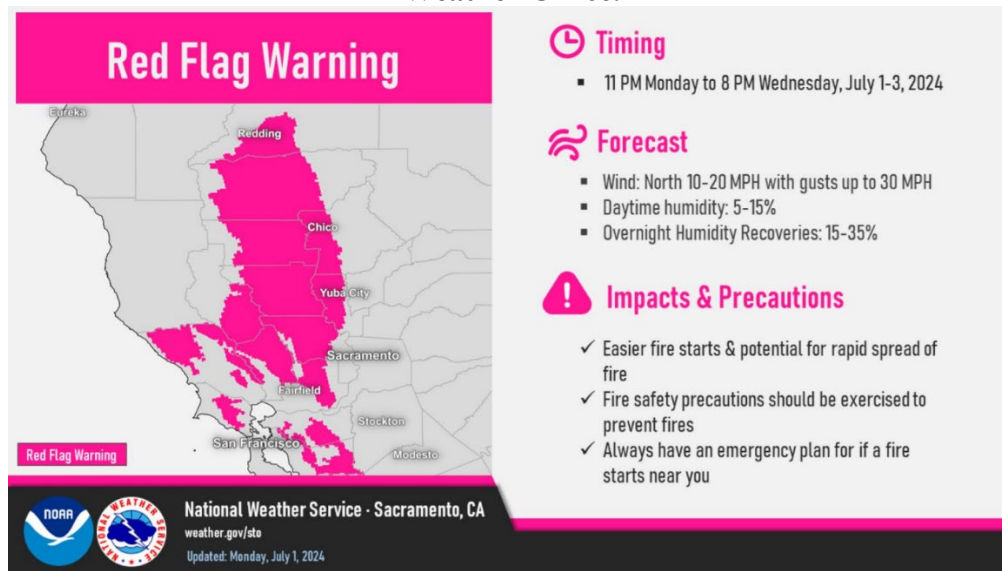 Red Flag Warning
Eureka
Redding
Chico
Yuba City
Sacramento
Fairfield
Stockton
San Francisco
Modesto
Red Flag Warning
Timing
▪ 11 PM Monday to 8 PM Wednesday, July 1-3, 2024
Forecast
▪ Wind: North 10-20 MPH with gusts up to 30 MPH
▪ Daytime humidity: 5-15%
▪ Overnight Humidity Recoveries: 15-35%
Impacts & Precautions
✓ Easier fire starts & potential for rapid spread of
fire
✓ Fire safety precautions should be exercised to
prevent fires
✓ Always have an emergency plan for if a fire
starts near you
NOAA
NATIONAL WEATHER SERVICE
National Weather Service - Sacramento, CA
weather.gov/sto
Updated: Monday, July 1, 2024